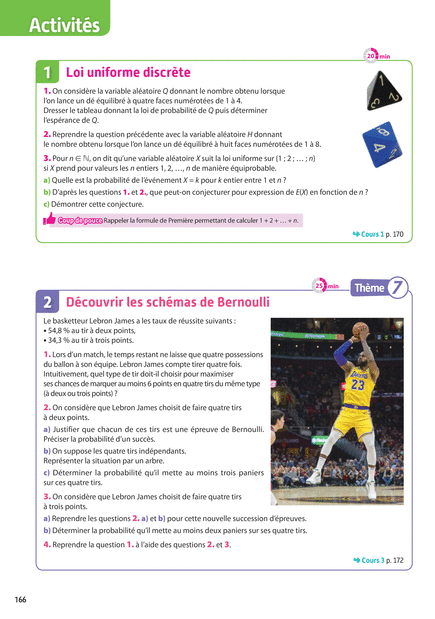 Activités
20 min
1 Loi uniforme discrète
1. On considère la variable aléatoire Q donnant le nombre obtenu lorsque
l'on lance un dé équilibré à quatre faces numérotées de 1 à 4.
Dresser le tableau donnant la loi de probabilité de Q puis déterminer
l'espérance de Q.
2. Reprendre la question précédente avec la variable aléatoire H donnant
le nombre obtenu lorsque l'on lance un dé équilibré à huit faces numérotées de 1 à 8.
3. Pour n ∈ ℕ, on dit qu'une variable aléatoire X suit la loi uniforme sur {1 ; 2 ; … ; n}
si X prend pour valeurs les n entiers 1, 2, …, n de manière équiprobable.
a) Quelle est la probabilité de l'événement X = k pour k entier entre 1 et n ?
b) D'après les questions 1. et 2., que peut-on conjecturer pour expression de E(X) en fonction de n ?
c) Démontrer cette conjecture.
Coup de pouce Rappeler la formule de Première permettant de calculer 1 + 2 + … + n.
Cours 1 p. 170
25 min
Thème 7
2 Découvrir les schémas de Bernoulli
Le basketteur Lebron James a les taux de réussite suivants :
• 54,8 % au tir à deux points,
• 34,3 % au tir à trois points.
1. Lors d'un match, le temps restant ne laisse que quatre possessions
du ballon à son équipe. Lebron James compte tirer quatre fois.
Intuitivement, quel type de tir doit-il choisir pour maximiser
ses chances de marquer au moins 6 points en quatre tirs du même type
(à deux ou trois points) ?
2. On considère que Lebron James choisit de faire quatre tirs
à deux points.
a) Justifier que chacun de ces tirs est une épreuve de Bernoulli.
Préciser la probabilité d'un succès.
b) On suppose les quatre tirs indépendants.
Représenter la situation par un arbre.
c) Déterminer la probabilité qu'il mette au moins trois paniers
sur ces quatre tirs.
3. On considère que Lebron James choisit de faire quatre tirs
à trois points.
a) Reprendre les questions 2. a) et b) pour cette nouvelle succession d'épreuves.
b) Déterminer la probabilité qu'il mette au moins deux paniers sur ses quatre tirs.
4. Reprendre la question 1. à l'aide des questions 2. et 3.
Cours 3 p. 172
23
166